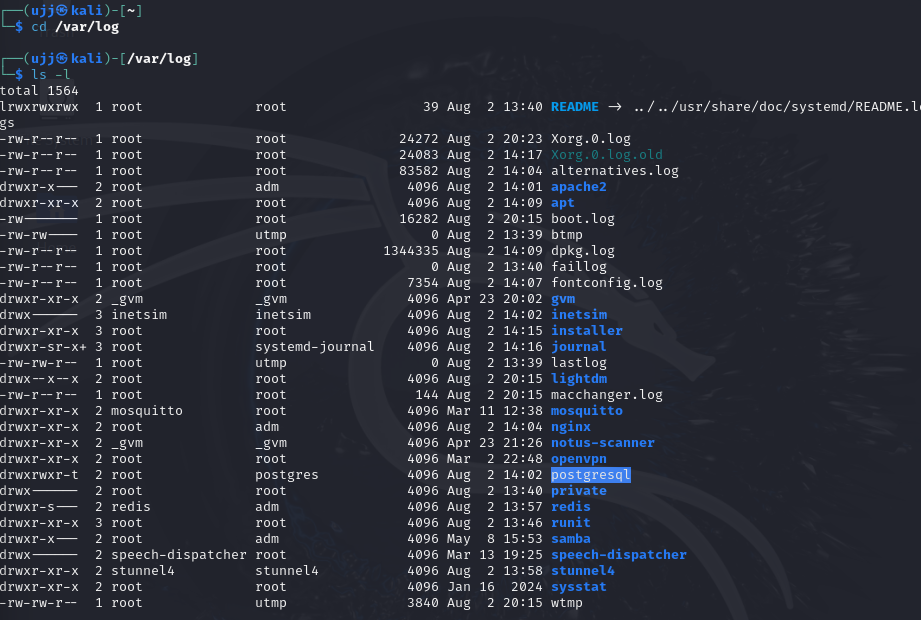 ┌──(ujj㉿kali)-[~]
└─$ cd /var/log
┌──(ujj㉿kali)-[/var/log]
└─$ ls -l
total 1564
lrwxrwxrwx  1 root              root                 39 Aug  2 13:40 README -> ../../usr/share/doc/systemd/README.lo
gs
-rw-r--r--  1 root              root              24272 Aug  2 20:23 Xorg.0.log
-rw-r--r--  1 root              root              24083 Aug  2 14:17 Xorg.0.log.old
-rw-r--r--  1 root              root              83582 Aug  2 14:04 alternatives.log
drwxr-x---  2 root              adm                4096 Aug  2 14:01 apache2
drwxr-xr-x  2 root              root               4096 Aug  2 14:09 apt
-rw-------  1 root              root              16282 Aug  2 20:15 boot.log
-rw-rw----  1 root              utmp                  0 Aug  2 13:39 btmp
-rw-r--r--  1 root              root            1344335 Aug  2 14:09 dpkg.log
-rw-r--r--  1 root              root                  0 Aug  2 13:40 faillog
-rw-r--r--  1 root              root               7354 Aug  2 14:07 fontconfig.log
drwxr-xr-x  2 _gvm              _gvm               4096 Apr 23 20:02 gvm
drwx------  3 inetsim           inetsim            4096 Aug  2 14:02 inetsim
drwxr-xr-x  3 root              root               4096 Aug  2 14:15 installer
drwxr-sr-x+ 3 root              systemd-journal    4096 Aug  2 14:16 journal
-rw-rw-r--  1 root              utmp                  0 Aug  2 13:39 lastlog
drwx--x--x  2 root              root               4096 Aug  2 20:15 lightdm
-rw-r--r--  1 root              root                144 Aug  2 20:15 macchanger.log
drwxr-xr-x  2 mosquitto         root               4096 Mar 11 12:38 mosquitto
drwxr-xr-x  2 root              adm                4096 Aug  2 14:04 nginx
drwxr-xr-x  2 _gvm              _gvm               4096 Apr 23 21:26 notus-scanner
drwxr-xr-x  2 root              root               4096 Mar  2 22:48 openvpn
drwxrwxr-t  2 root              postgres           4096 Aug  2 14:02 postgresql
drwx------  2 root              root               4096 Aug  2 13:40 private
drwxr-s---  2 redis             adm                4096 Aug  2 13:57 redis
drwxr-xr-x  3 root              root               4096 Aug  2 13:46 runit
drwxr-x---  2 root              adm                4096 May  8 15:53 samba
drwx------  2 speech-dispatcher root               4096 Mar 13 19:25 speech-dispatcher
drwxr-xr-x  2 stunnel4          stunnel4           4096 Aug  2 13:58 stunnel4
drwxr-xr-x  2 root              root               4096 Jan 16  2024 sysstat
-rw-rw-r--  1 root              utmp               3840 Aug  2 20:15 wtmp